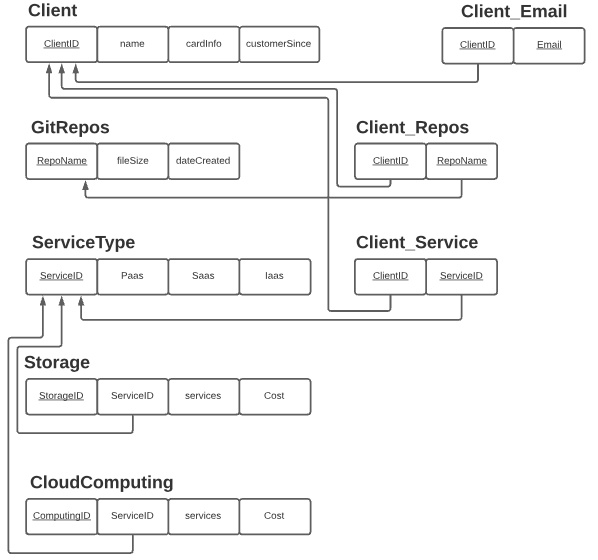 Client
Client_Email
ClientID name cardInfo customerSince
ClientID Email
GitRepos
Client_Repos
RepoName fileSize dateCreated
ClientID RepoName
ServiceType
Client_Service
ServiceID Paas Saas Iaas
ClientID ServiceID
Storage
StorageID ServiceID services Cost
CloudComputing
ComputingID ServiceID services Cost